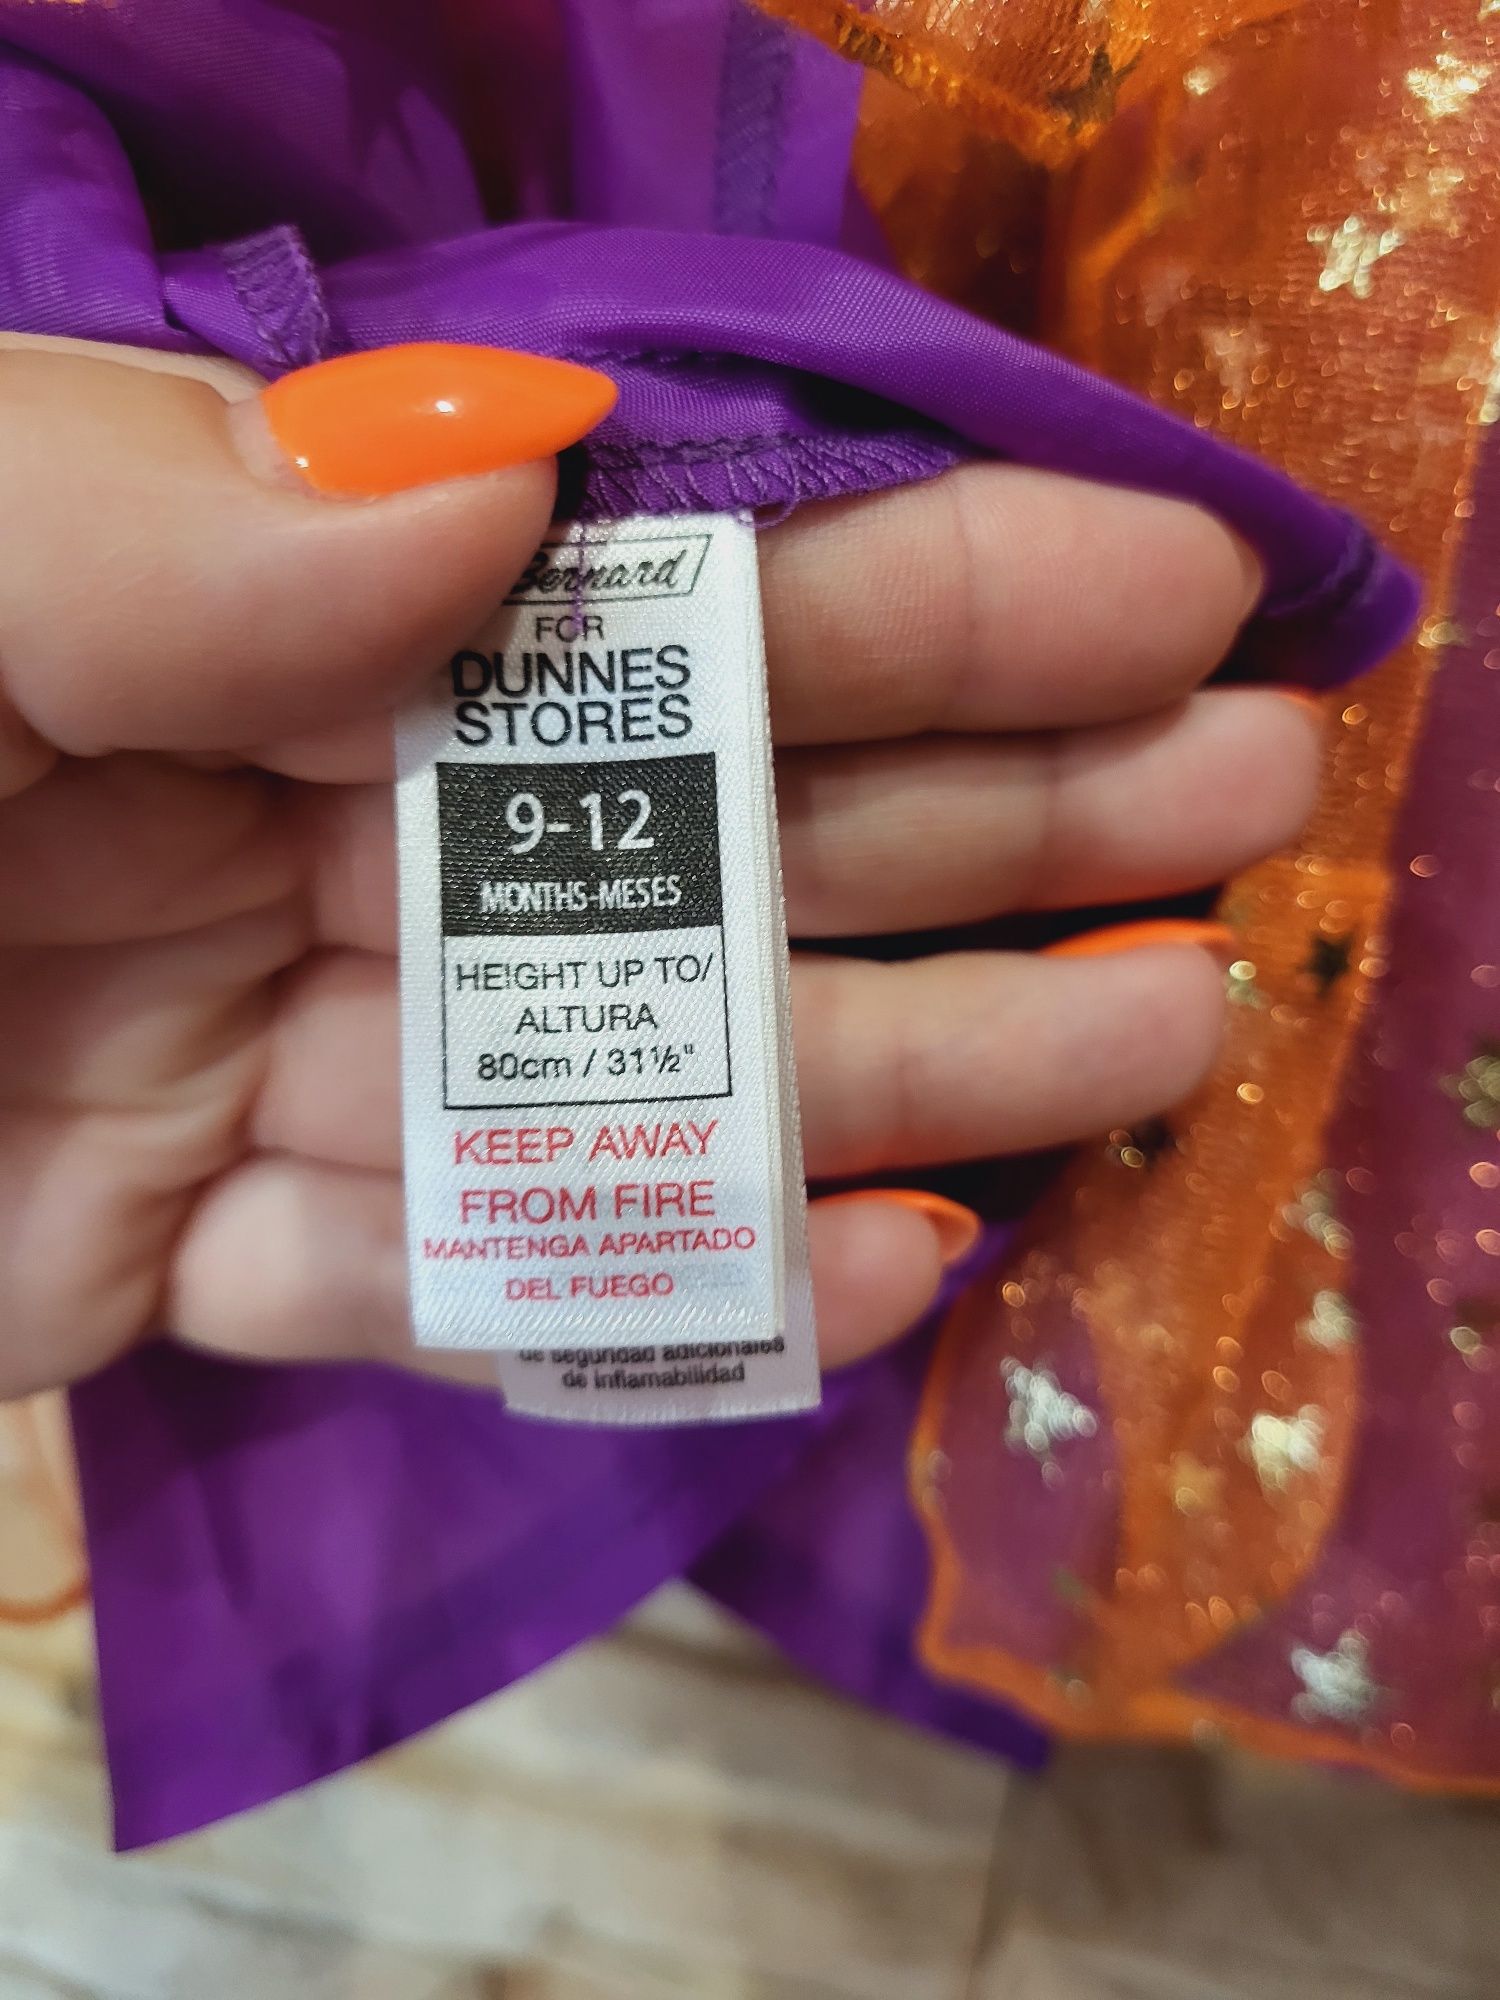 Bernard
FOR
DUNNES
STORES
9-12
MONTHS-MESES
HEIGHT UP TO/
ALTURA
80cm / 31½"
KEEP AWAY
FROM FIRE
MANTENGA APARTADO
DEL FUEGO
de seguridad adicionales
de inflamabilidad